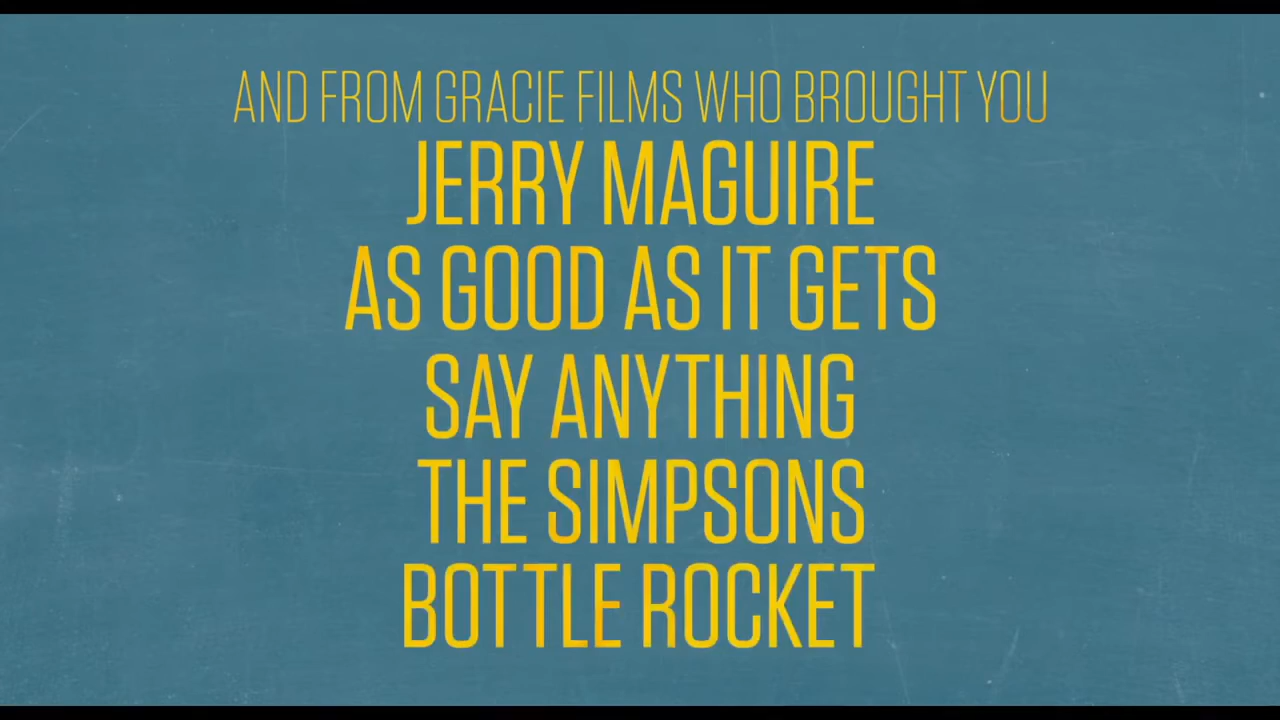 AND FROM GRACIE FILMS WHO BROUGHT YOU
JERRY MAGUIRE
AS GOOD AS IT GETS
SAY ANYTHING
THE SIMPSONS
BOTTLE ROCKET